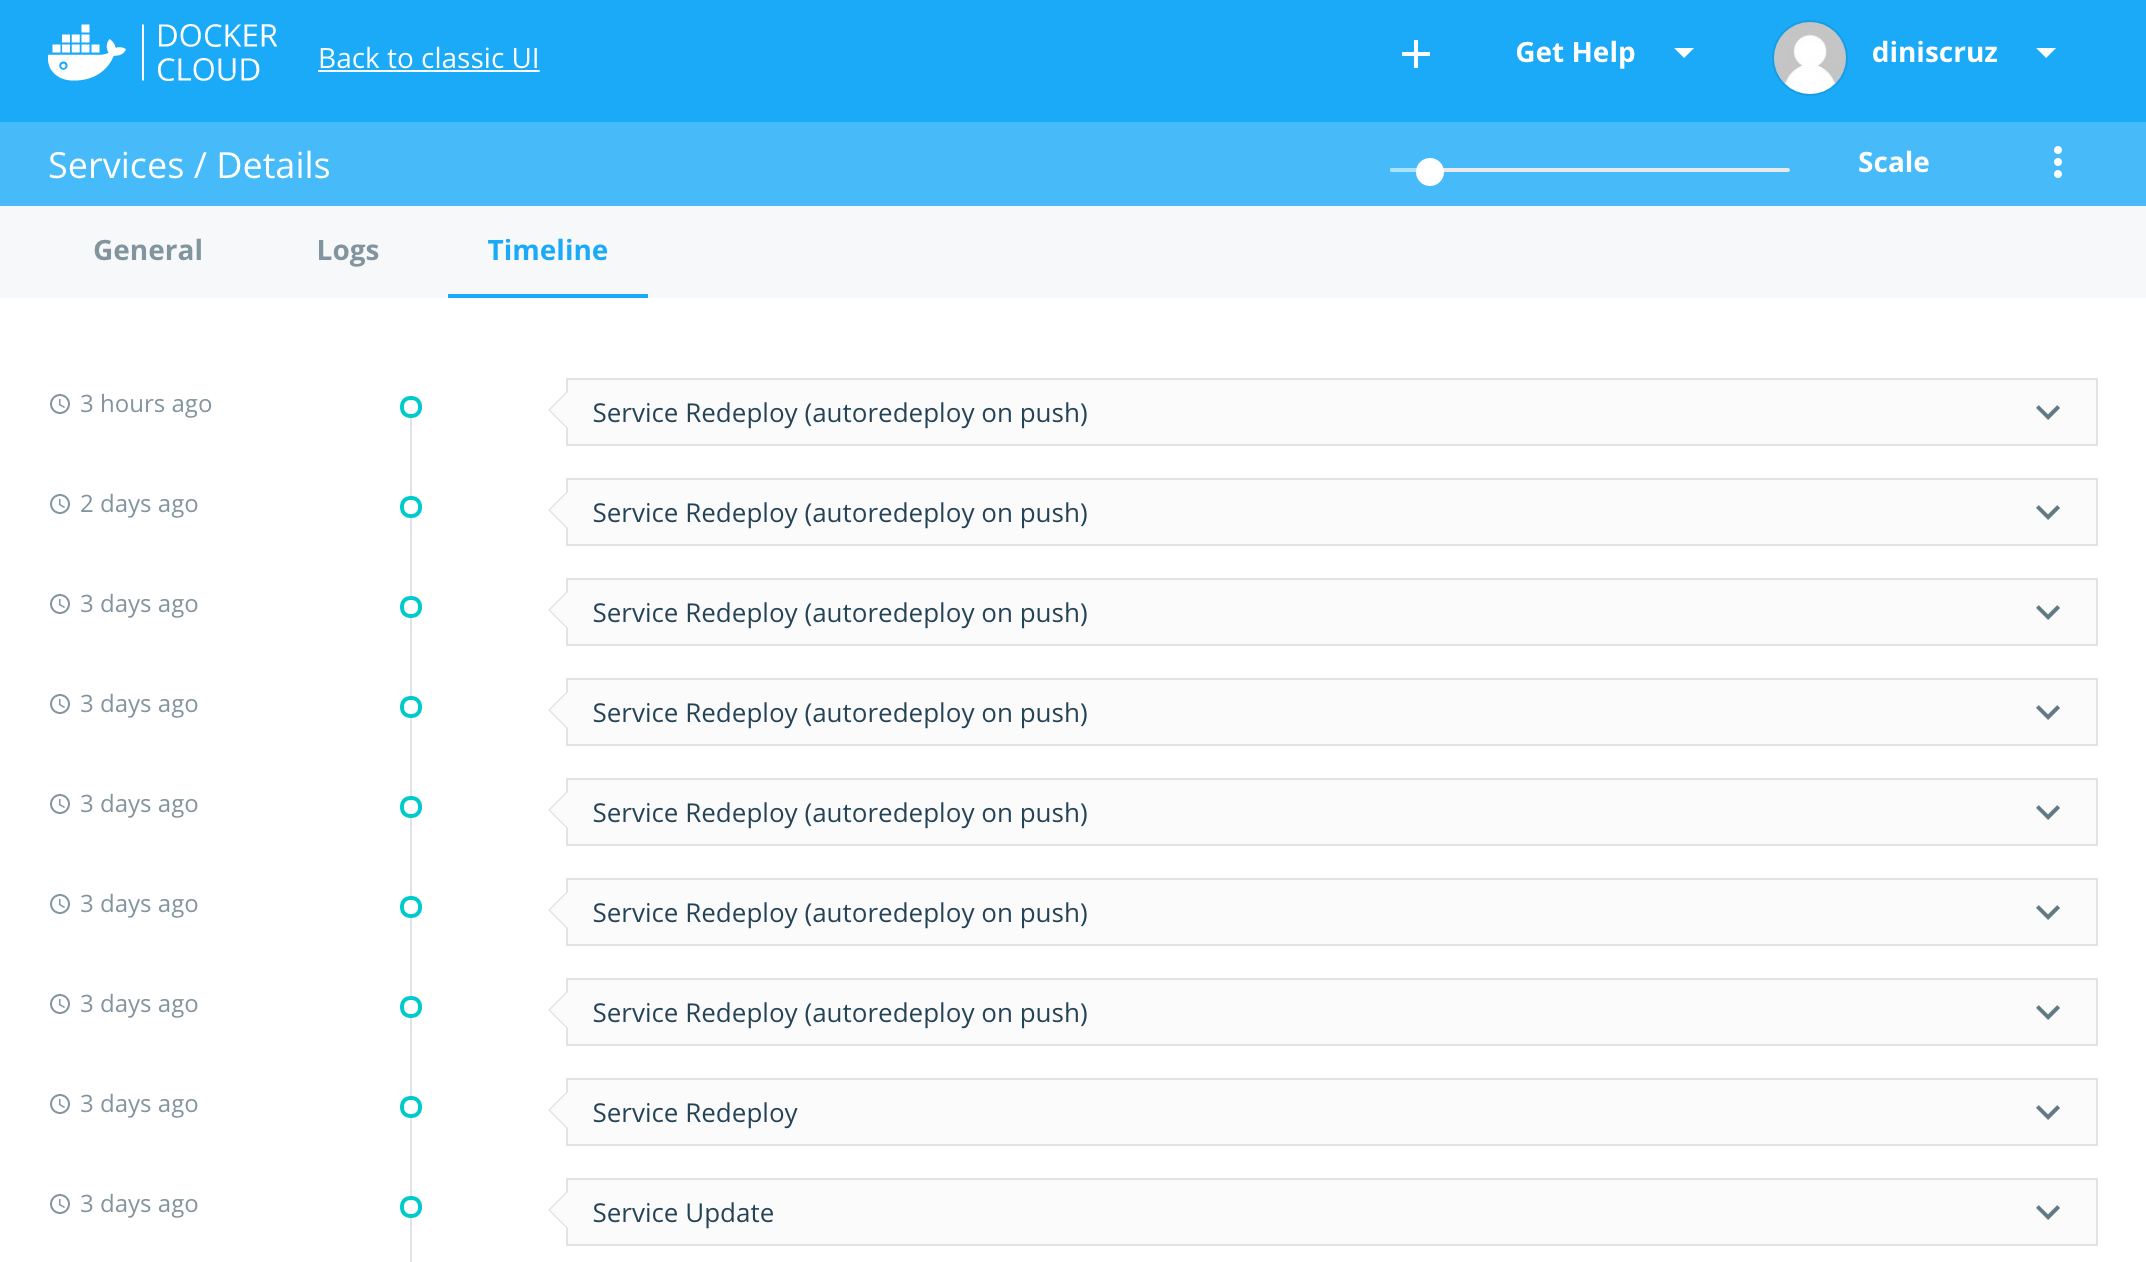 DOCKER
CLOUD
Back to classic UI
Get Help
diniscruz
Services / Details
Scale
General
Logs
Timeline
3 hours ago
Service Redeploy (autoredeploy on push)
2 days ago
Service Redeploy (autoredeploy on push)
3 days ago
Service Redeploy (autoredeploy on push)
3 days ago
Service Redeploy (autoredeploy on push)
3 days ago
Service Redeploy (autoredeploy on push)
3 days ago
Service Redeploy (autoredeploy on push)
3 days ago
Service Redeploy (autoredeploy on push)
3 days ago
Service Redeploy
3 days ago
Service Update